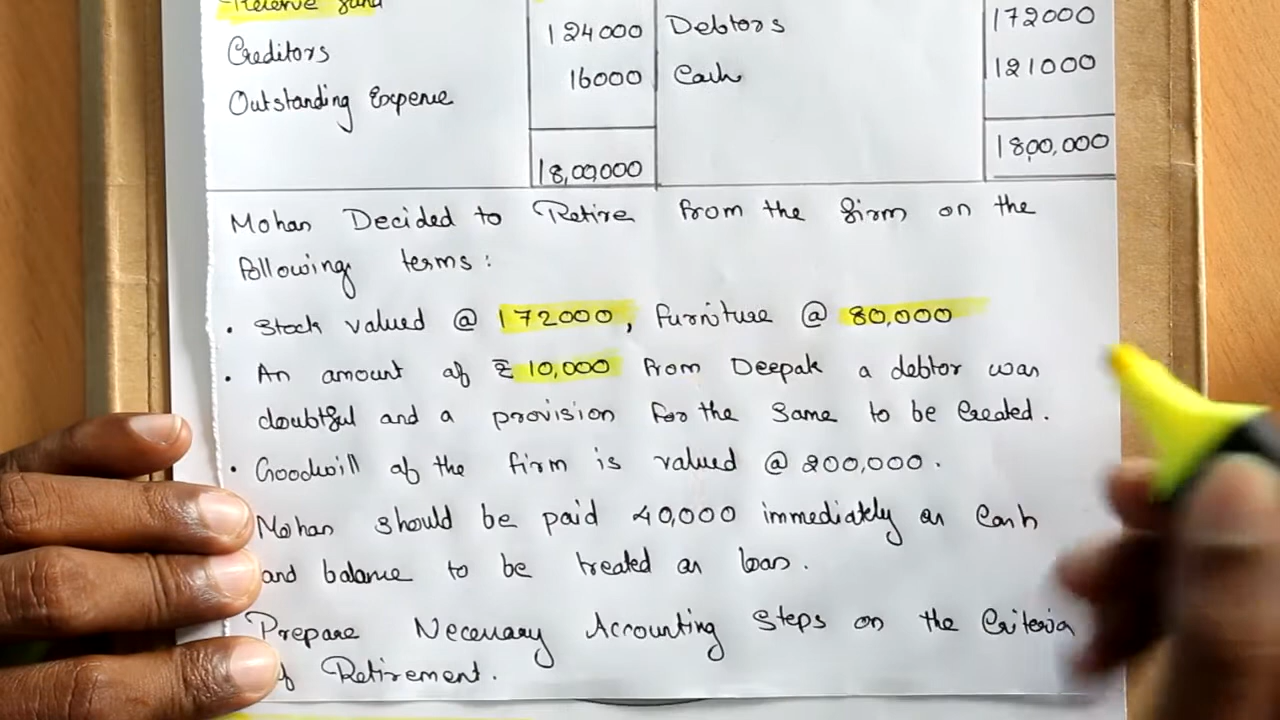 Reserve fund
Creditors 124000 Debtors 172000
Outstanding Expense 16000 Cash 121000
18,00000 1800,000
Mohan Decided to Retire from the firm on the
following terms :
• Stock valued @ 172000, furniture @ 80,000
• An amount of ₹ 10,000 from Deepak a debtor was
doubtful and a provision for the same to be Created.
• Goodwill of the firm is valued @ 200,000.
Mohan should be paid 40,000 immediately as Cash
and balance to be treated as loan.
Prepare Necessary Accounting Steps on the Criteria
of Retirement.